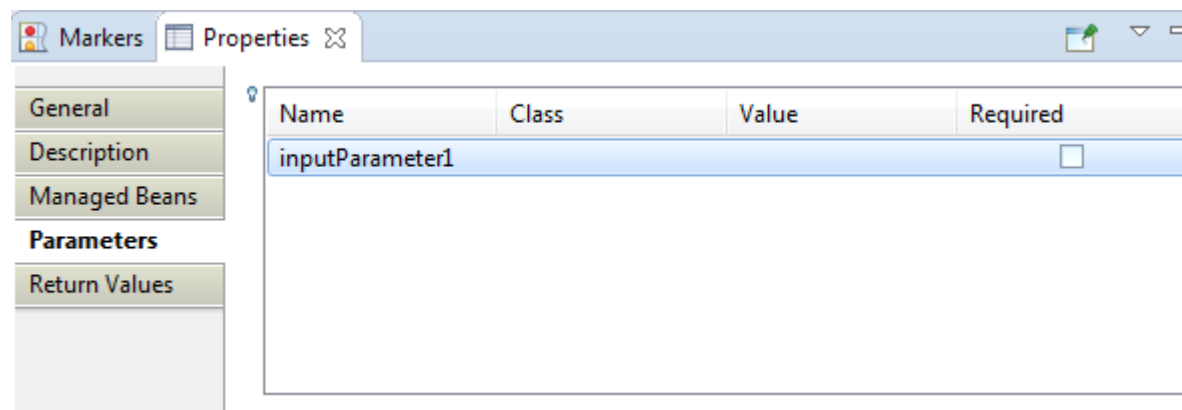 Markers Properties
General
Name Class Value Required
Description
inputParameter1
Managed Beans
Parameters
Return Values